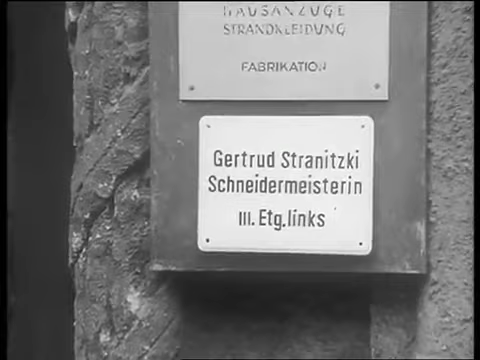 HAUSANZÜGE
STRANDKLEIDUNG
FABRIKATION
Gertrud Stranitzki
Schneidermeisterin
III. Etg. links